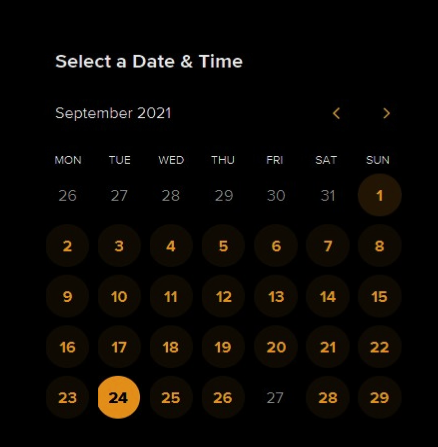 Select a Date & Time
September 2021
MON TUE WED THU FRI SAT SUN
26 27 28 29 30 31 1
2 3 4 5 6 7 8
9 10 11 12 13 14 15
16 17 18 19 20 21 22
23 24 25 26 27 28 29